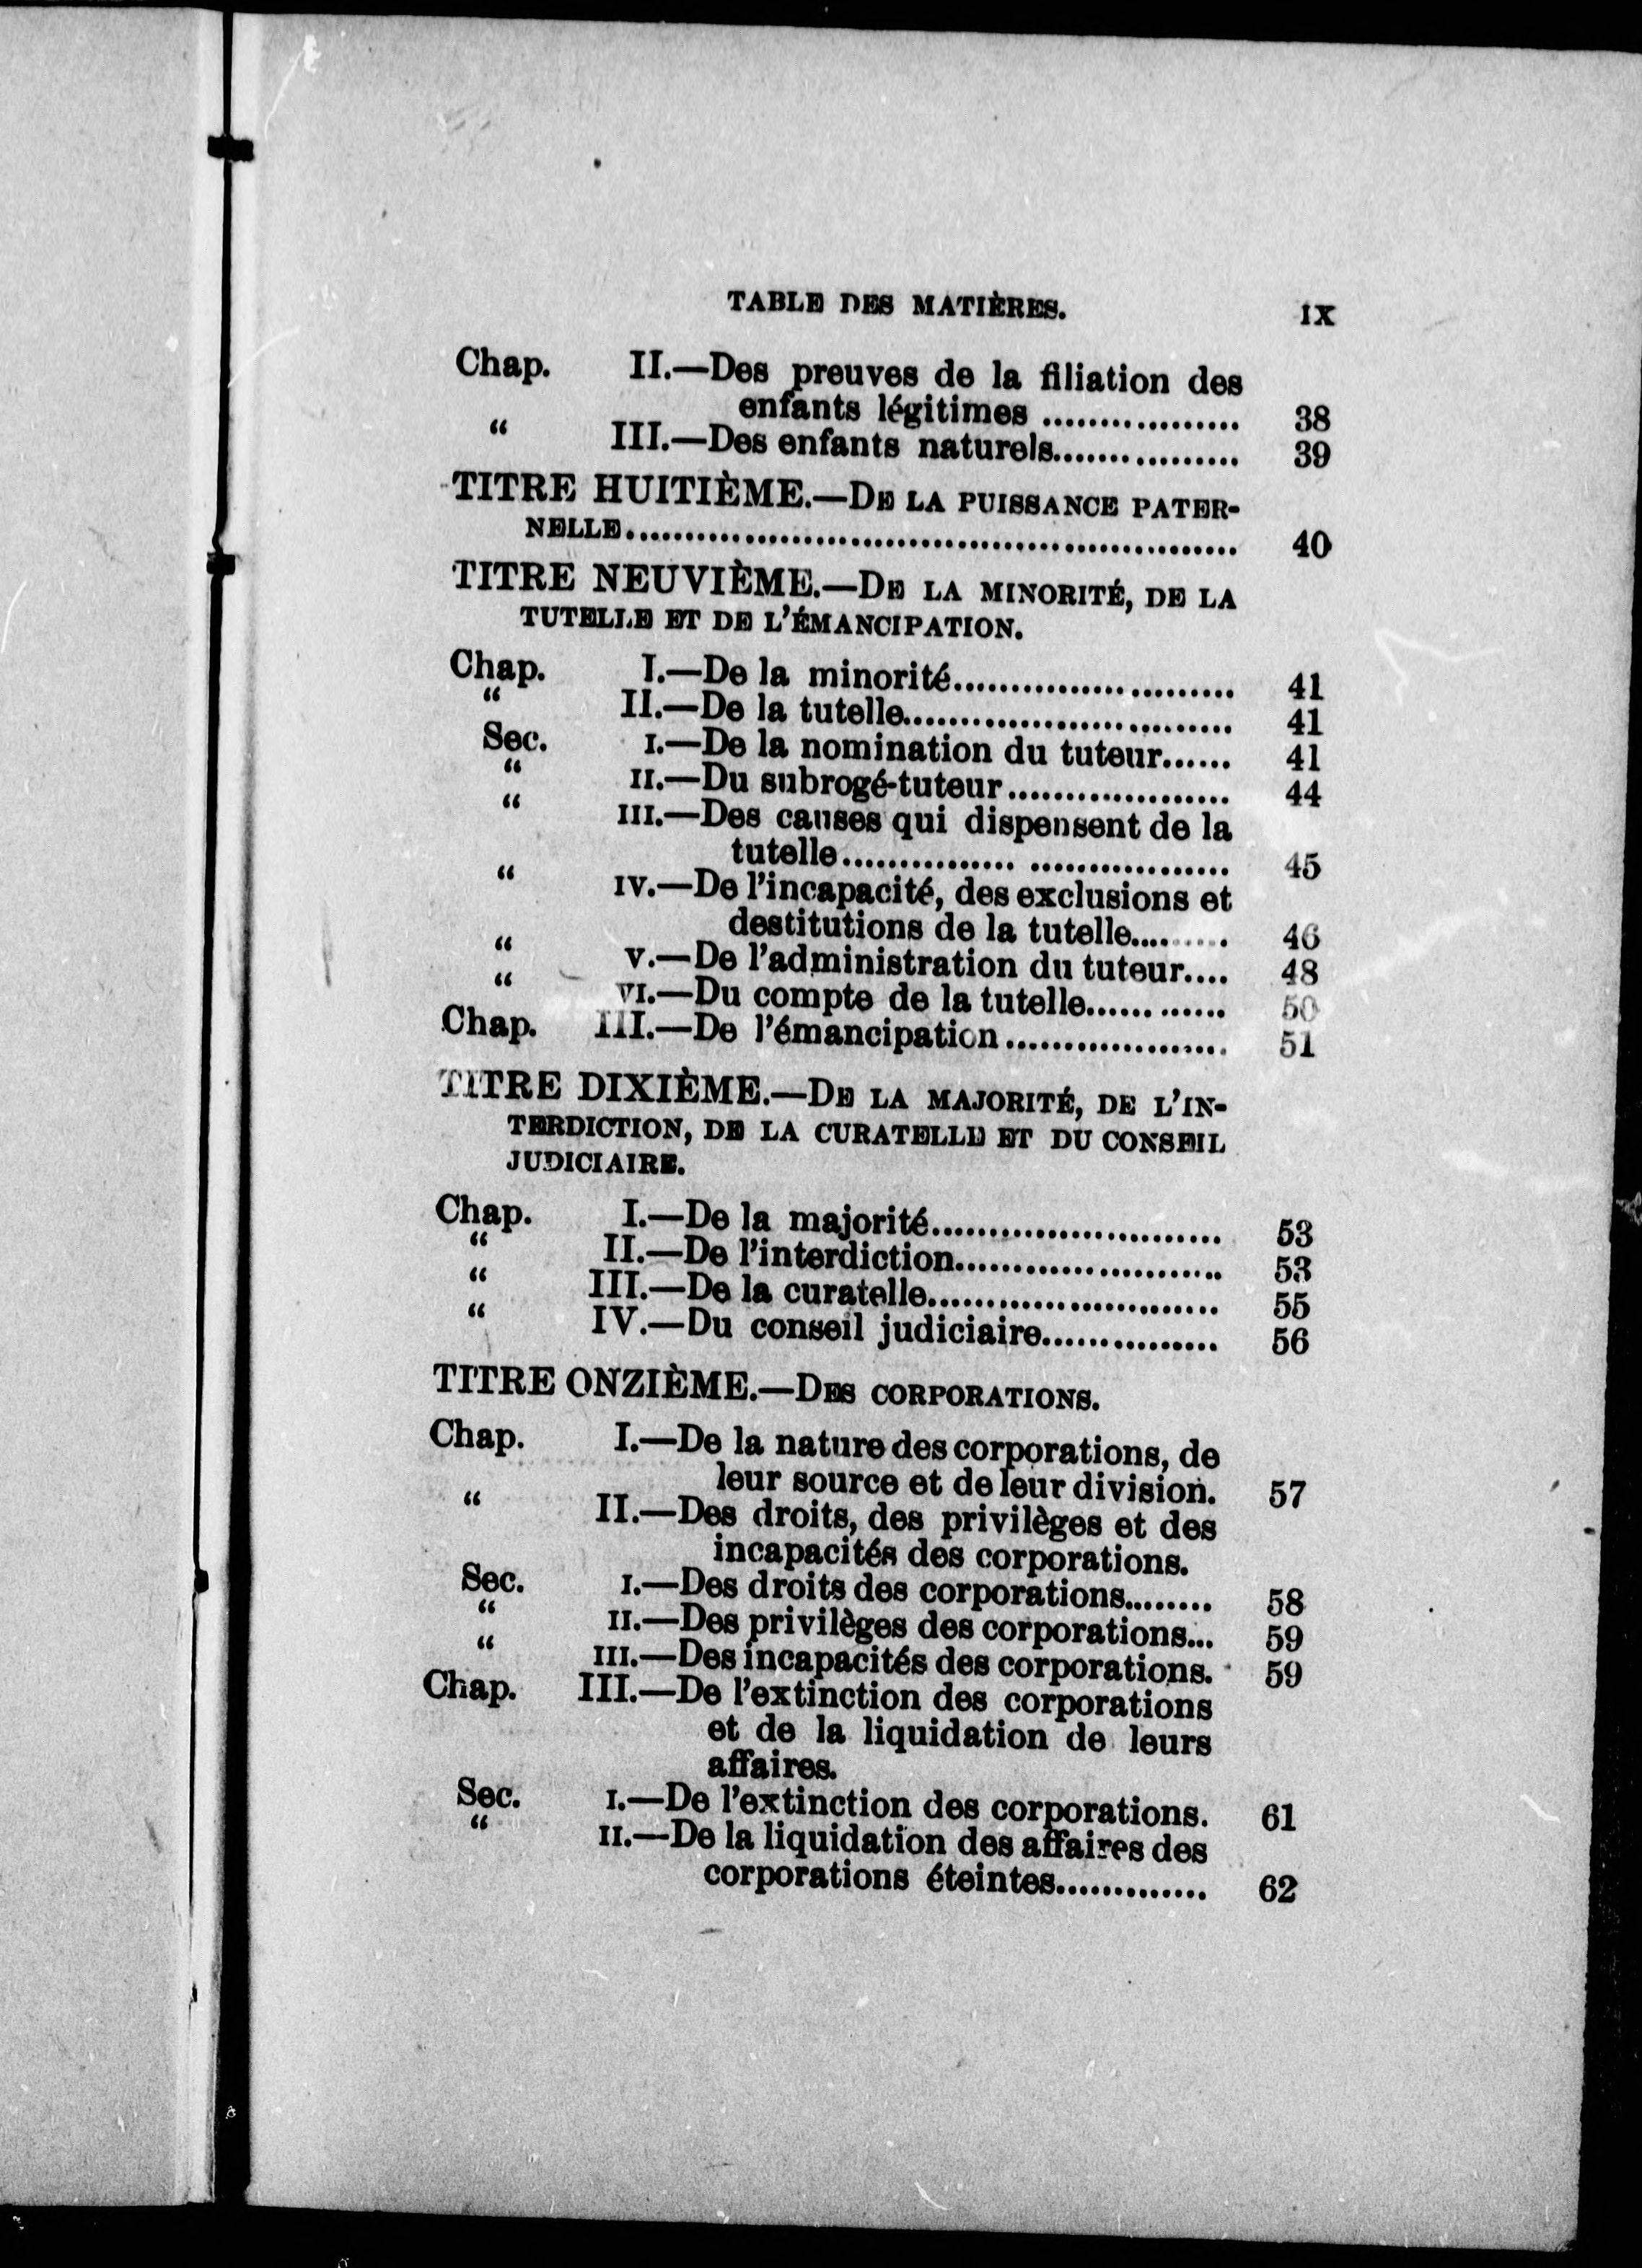 TABLE DES MATIÈRES. IX
Chap. II.—Des preuves de la filiation des
enfants légitimes ................. 38
“ III.—Des enfants naturels................ 39
TITRE HUITIÈME.—De la puissance pater-
nelle..................................................... 40
TITRE NEUVIÈME.—De la minorité, de la
tutelle et de l'émancipation.
Chap. I.—De la minorité........................ 41
“ II.—De la tutelle............................ 41
Sec. i.—De la nomination du tuteur...... 41
“ ii.—Du subrogé-tuteur................... 44
“ iii.—Des causes qui dispensent de la
tutelle............... ................. 45
“ iv.—De l'incapacité, des exclusions et
destitutions de la tutelle......... 46
“ v.—De l'administration du tuteur.... 48
“ vi.—Du compte de la tutelle............ 50
Chap. III.—De l'émancipation................... 51
TITRE DIXIÈME.—De la majorité, de l'in-
terdiction, de la curatelle et du conseil
judiciaire.
Chap. I.—De la majorité......................... 53
“ II.—De l'interdiction....................... 53
“ III.—De la curatelle......................... 55
“ IV.—Du conseil judiciaire............... 56
TITRE ONZIÈME.—Des corporations.
Chap. I.—De la nature des corporations, de
leur source et de leur division. 57
“ II.—Des droits, des privilèges et des
incapacités des corporations.
Sec. i.—Des droits des corporations........ 58
“ ii.—Des privilèges des corporations... 59
“ iii.—Des incapacités des corporations. 59
Chap. III.—De l'extinction des corporations
et de la liquidation de leurs
affaires.
Sec. i.—De l'extinction des corporations. 61
“ ii.—De la liquidation des affaires des
corporations éteintes............. 62